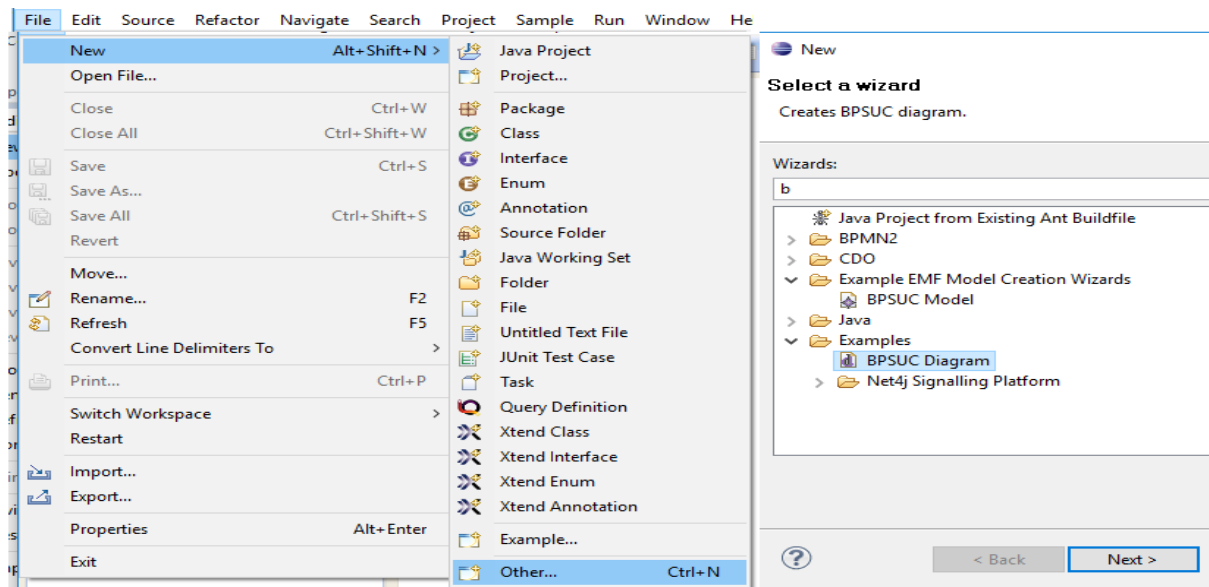 File Edit Source Refactor Navigate Search Project Sample Run Window He
New Alt+Shift+N >
Open File...
Close Ctrl+W
Close All Ctrl+Shift+W
Save Ctrl+S
Save As...
Save All Ctrl+Shift+S
Revert
Move...
Rename... F2
Refresh F5
Convert Line Delimiters To >
Print... Ctrl+P
Switch Workspace >
Restart
Import...
Export...
Properties Alt+Enter
Exit
Java Project
Project...
Package
Class
Interface
Enum
Annotation
Source Folder
Java Working Set
Folder
File
Untitled Text File
JUnit Test Case
Task
Query Definition
Xtend Class
Xtend Interface
Xtend Enum
Xtend Annotation
Example...
Other... Ctrl+N
New
Select a wizard
Creates BPSUC diagram.
Wizards:
b
Java Project from Existing Ant Buildfile
BPMN2
CDO
Example EMF Model Creation Wizards
BPSUC Model
Java
Examples
BPSUC Diagram
Net4j Signalling Platform
? < Back Next >